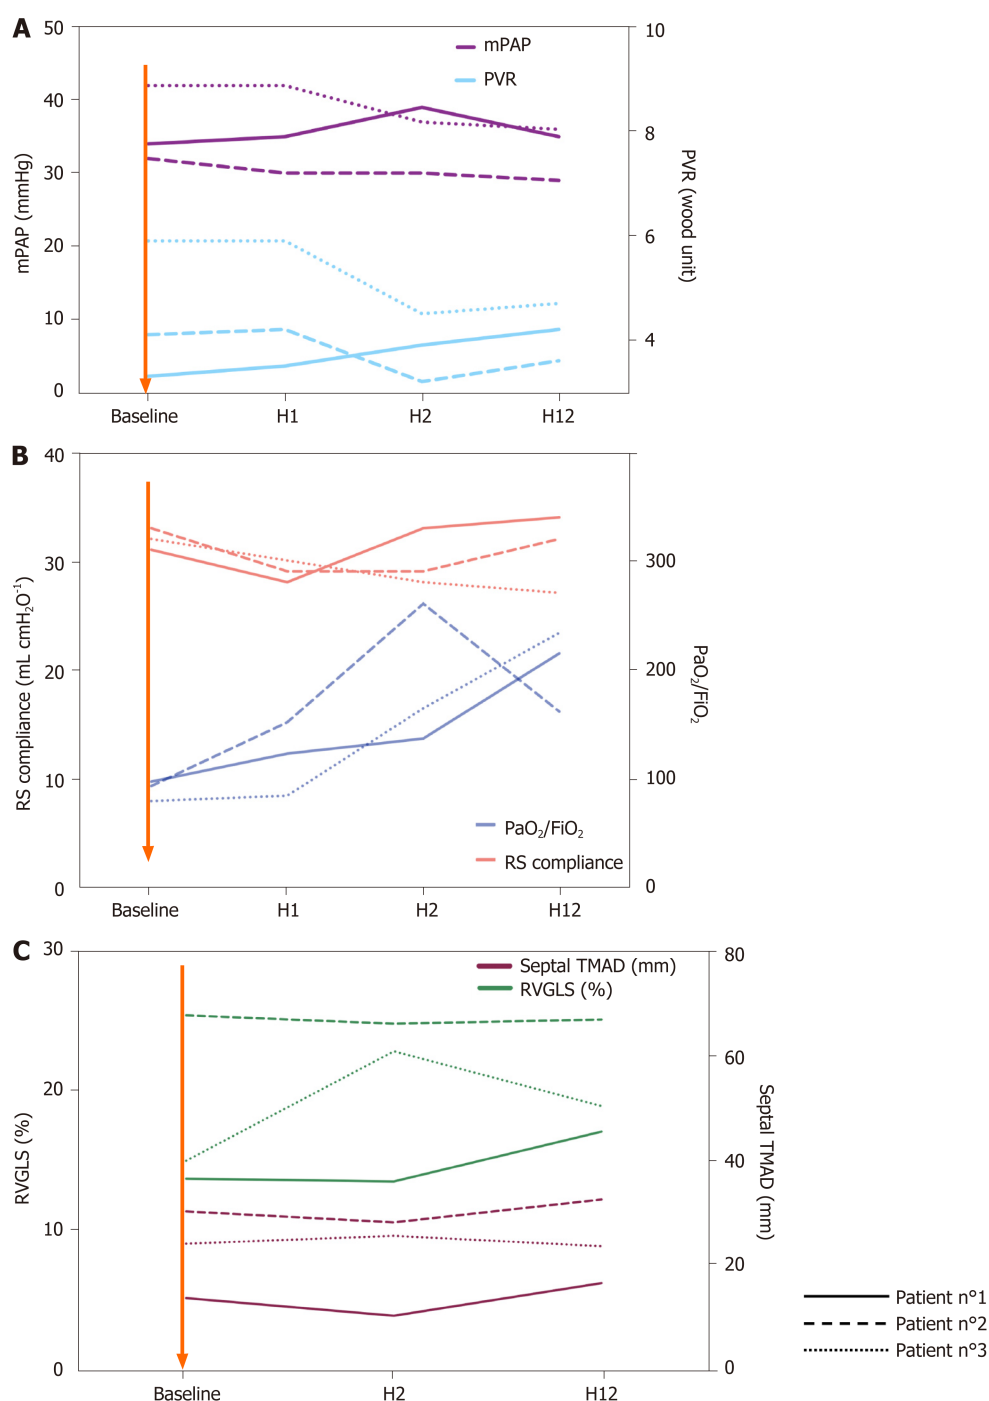 A
50
40
30
20
10
0
mPAP (mmHg)
mPAP
PVR
10
8
6
4
PVR (wood unit)
Baseline H1 H2 H12
B
40
30
20
10
0
RS compliance (mL cmH₂O⁻¹)
300
200
100
0
PaO₂/FiO₂
PaO₂/FiO₂
RS compliance
Baseline H1 H2 H12
C
30
20
10
0
RVGLS (%)
Septal TMAD (mm)
RVGLS (%)
80
60
40
20
0
Septal TMAD (mm)
Baseline H2 H12
Patient n°1
Patient n°2
Patient n°3